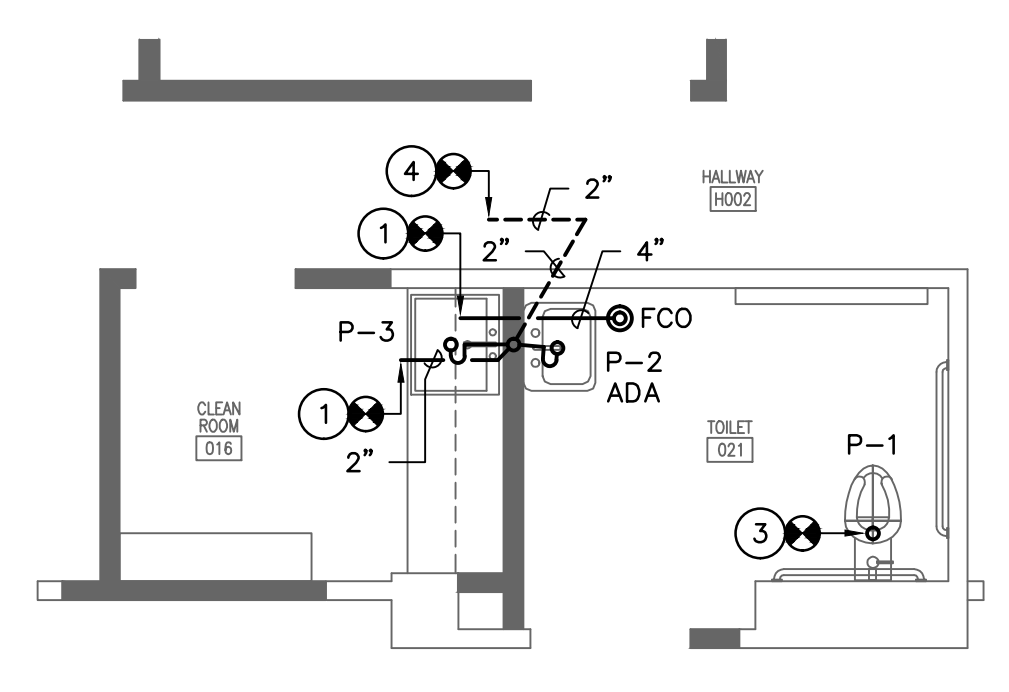 4
2”
HALLWAY
H002
1
2”
4”
FCO
P-3
P-2
ADA
1
2”
CLEAN
ROOM
016
TOILET
021
P-1
3